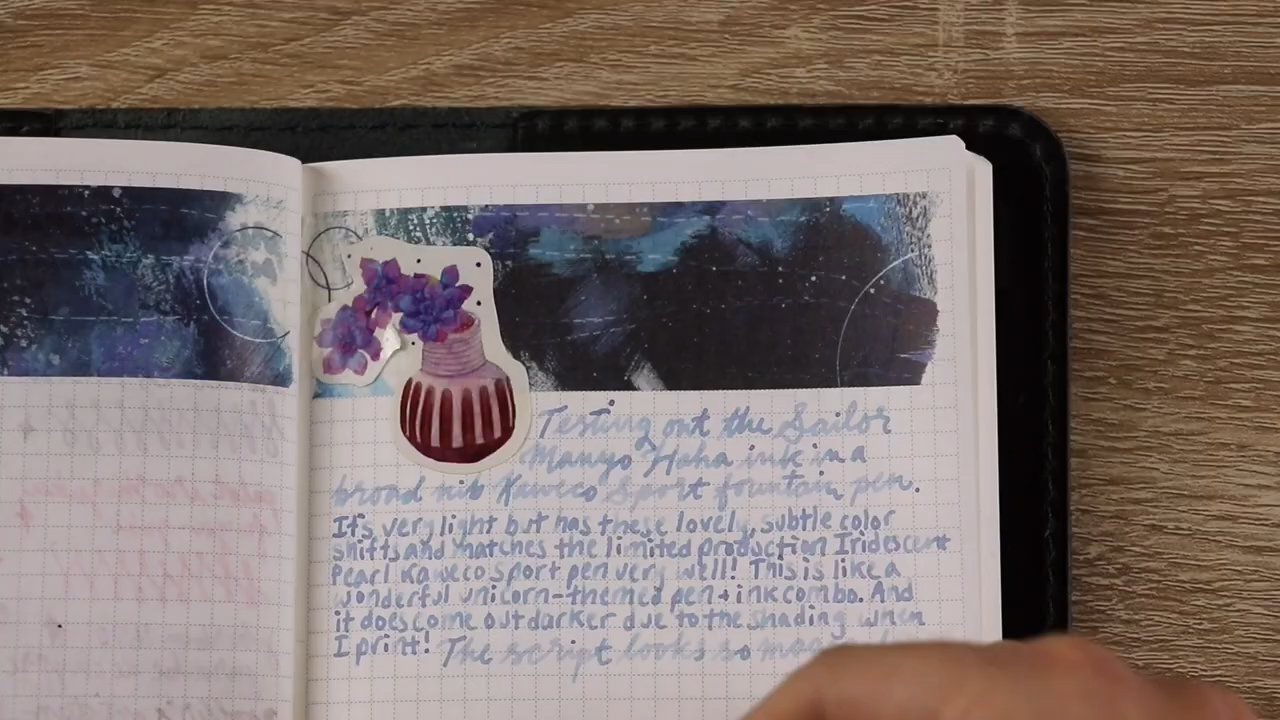 Testing out the Sailor
Manyo Haha ink in a
broad nib Kaweco Sport fountain pen.
It's very light but has these lovely, subtle color
shifts and matches the limited production Iridescent
Pearl Kaweco sport pen very well! This is like a
wonderful unicorn-themed pen + ink combo. And
it does come out darker due to the shading when
I print! The script looks so